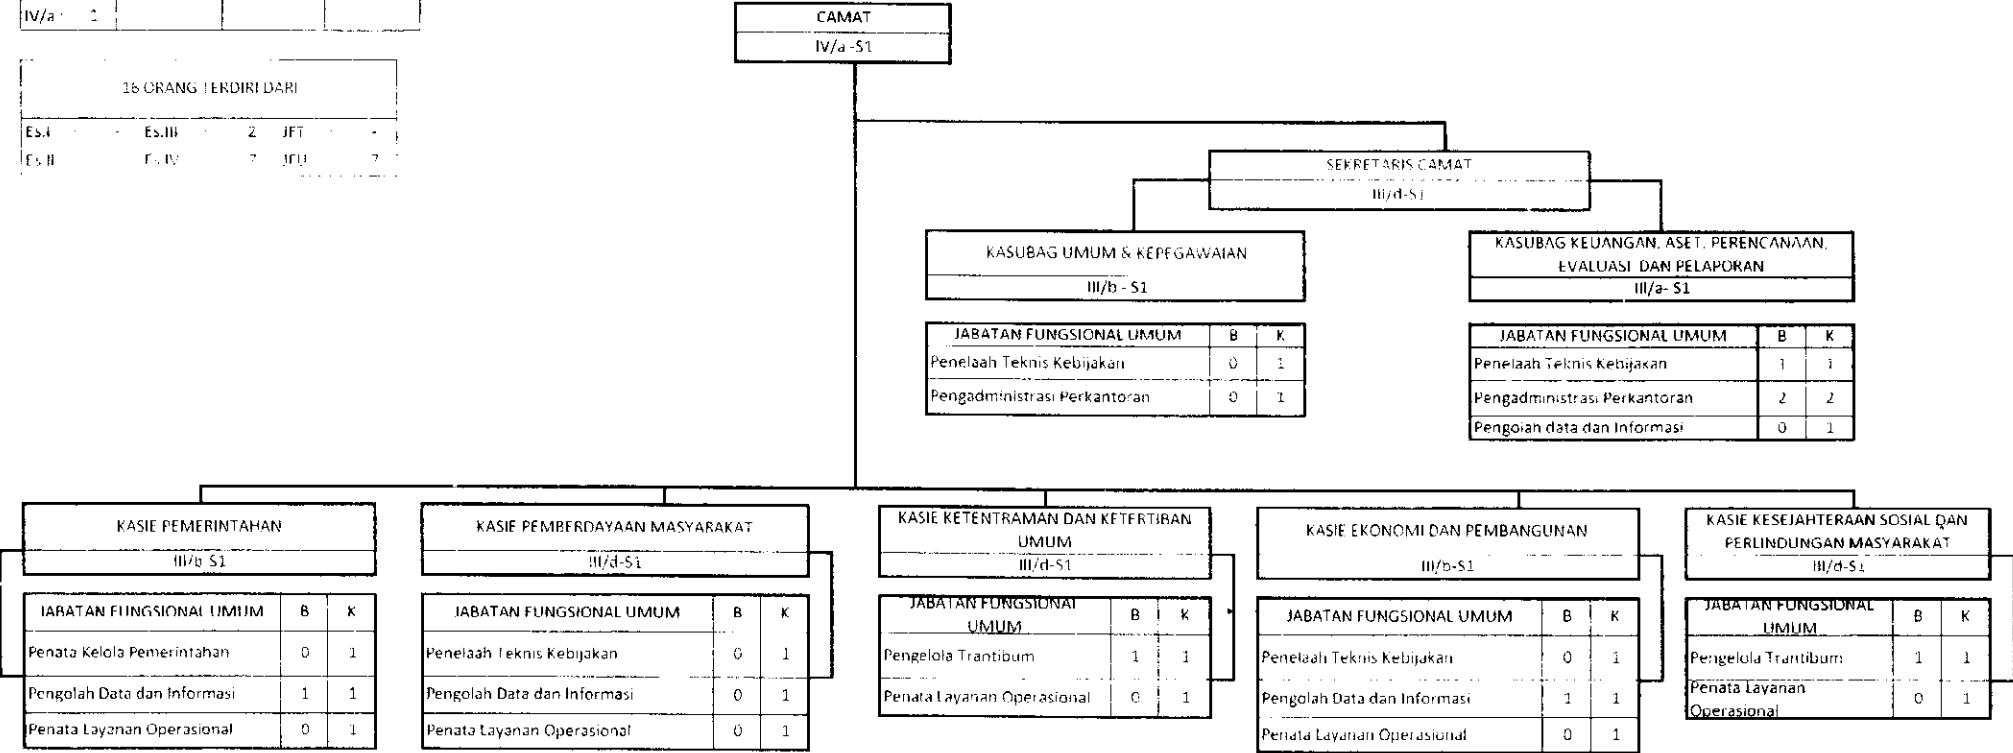 IV/a 1
CAMAT
IV/a -S1
16 ORANG TERDIRI DARI
Es.I - - Es.III - 2 JFT - -
Es.II Es.IV 7 JFU 7
SEKRETARIS CAMAT
III/d-S1
KASUBAG UMUM & KEPEGAWAIAN
III/b - S1
KASUBAG KEUANGAN, ASET, PERENCANAAN,
EVALUASI DAN PELAPORAN
III/a- S1
JABATAN FUNGSIONAL UMUM B K
Penelaah Teknis Kebijakan 0 1
Pengadministrasi Perkantoran 0 1
JABATAN FUNGSIONAL UMUM B K
Penelaah Teknis Kebijakan 1 1
Pengadministrasi Perkantoran 2 2
Pengolah data dan Informasi 0 1
KASIE PEMERINTAHAN
III/b-S1
KASIE PEMBERDAYAAN MASYARAKAT
III/d-S1
KASIE KETENTRAMAN DAN KETERTIBAN
UMUM
III/d-S1
KASIE EKONOMI DAN PEMBANGUNAN
III/b-S1
KASIE KESEJAHTERAAN SOSIAL DAN
PERLINDUNGAN MASYARAKAT
III/d-S1
JABATAN FUNGSIONAL UMUM B K
Penata Kelola Pemerintahan 0 1
Pengolah Data dan Informasi 1 1
Penata Layanan Operasional 0 1
JABATAN FUNGSIONAL UMUM B K
Penelaah Teknis Kebijakan 0 1
Pengolah Data dan Informasi 0 1
Penata Layanan Operasional 0 1
JABATAN FUNGSIONAL
UMUM B K
Pengelola Trantibum 1 1
Penata Layanan Operasional 0 1
JABATAN FUNGSIONAL UMUM B K
Penelaah Teknis Kebijakan 0 1
Pengolah Data dan Informasi 1 1
Penata Layanan Operasional 0 1
JABATAN FUNGSIONAL
UMUM B K
Pengelola Trantibum 1 1
Penata Layanan
Operasional 0 1